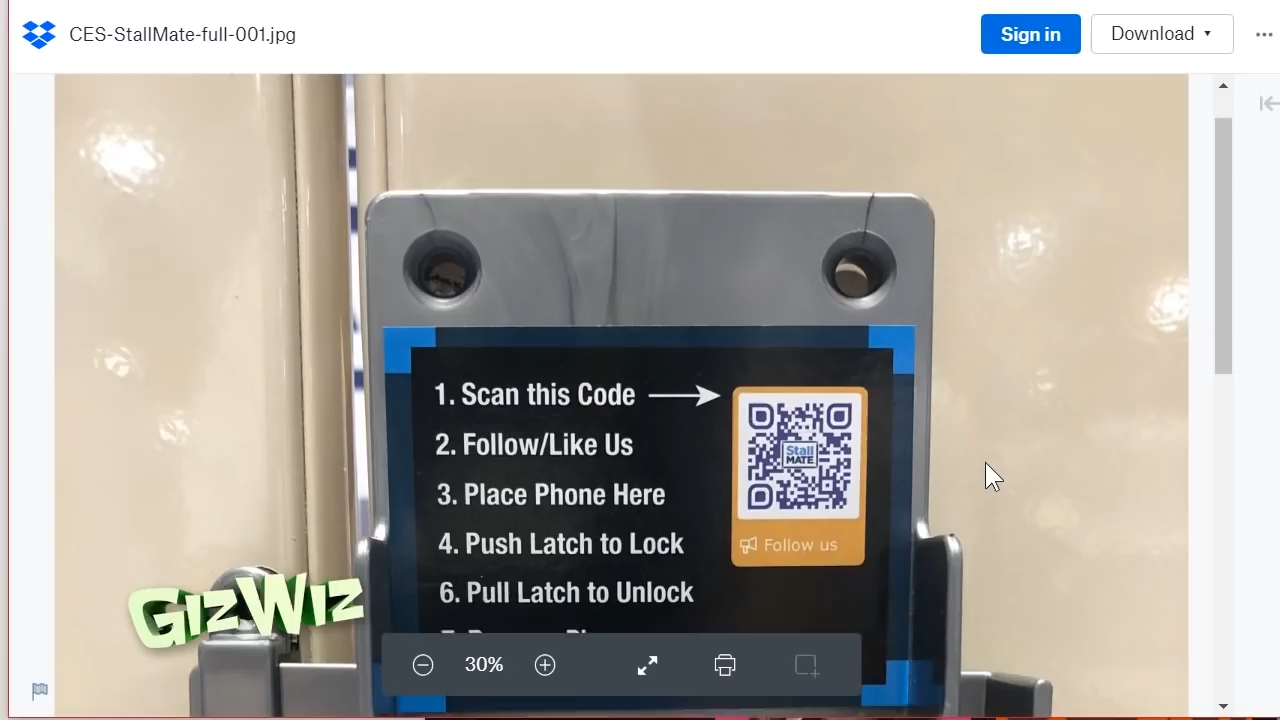 CES-StallMate-full-001.jpg
Sign in
Download
1. Scan this Code
2. Follow/Like Us
3. Place Phone Here
4. Push Latch to Lock
6. Pull Latch to Unlock
Stall
MATE
Follow us
GizWiz
30%